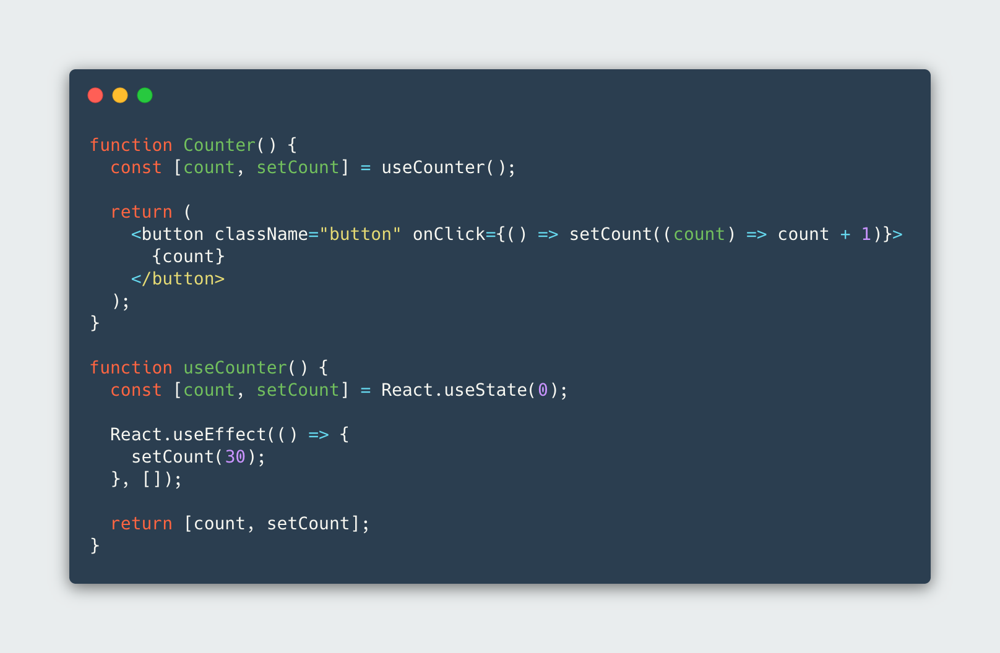 function Counter() {
  const [count, setCount] = useCounter();

  return (
    <button className="button" onClick={() => setCount((count) => count + 1)}>
      {count}
    </button>
  );
}

function useCounter() {
  const [count, setCount] = React.useState(0);

  React.useEffect(() => {
    setCount(30);
  }, []);

  return [count, setCount];
}